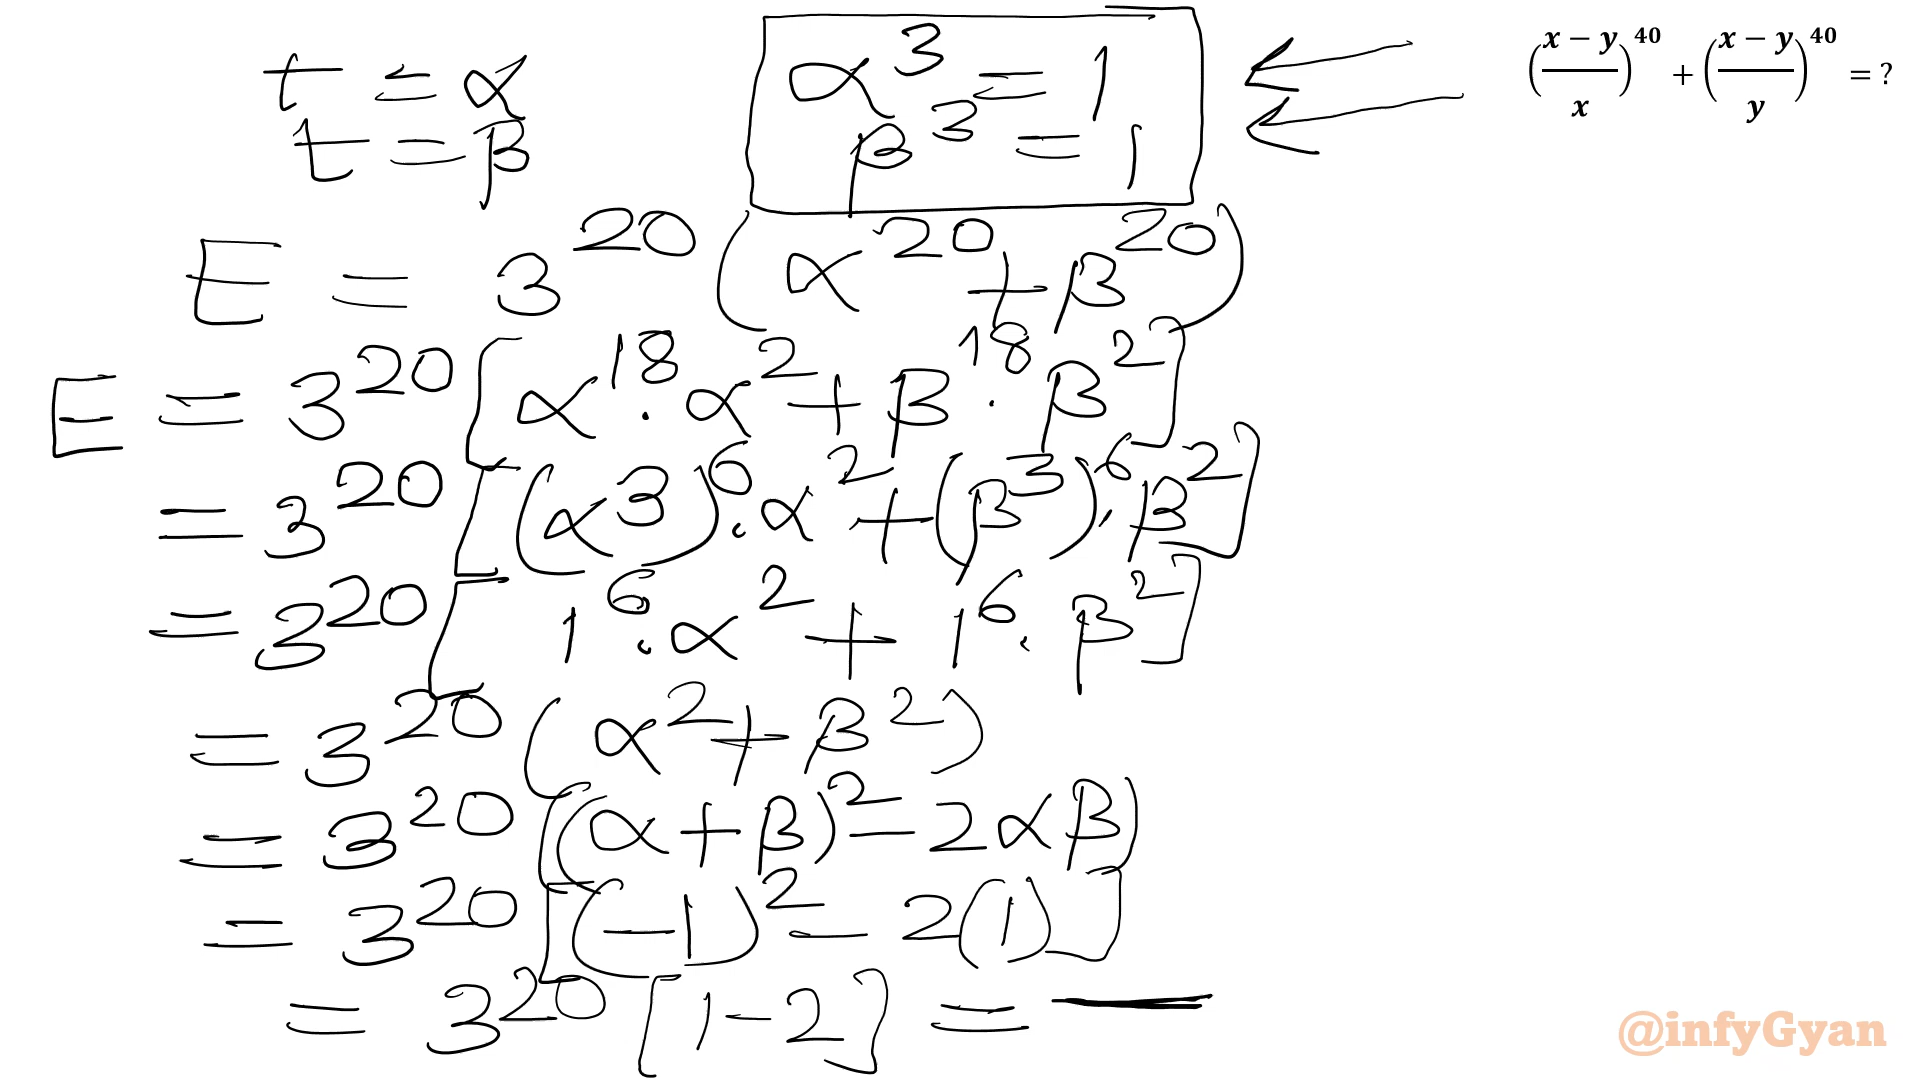 t = α
t = β
α³ = 1
β³ = 1
(x − y / x)⁴⁰ + (x − y / y)⁴⁰ = ?
E = 3²⁰ (α²⁰ + β²⁰)
E = 3²⁰ [α¹⁸ · α² + β¹⁸ · β²]
= 3²⁰ [(α³)⁶ · α² + (β³)⁶ · β²]
= 3²⁰ [1⁶ · α² + 1⁶ · β²]
= 3²⁰ (α² + β²)
= 3²⁰ ((α + β)² − 2αβ)
= 3²⁰ [(−1)² − 2(1)]
= 3²⁰ [1 − 2] = —
@infyGyan